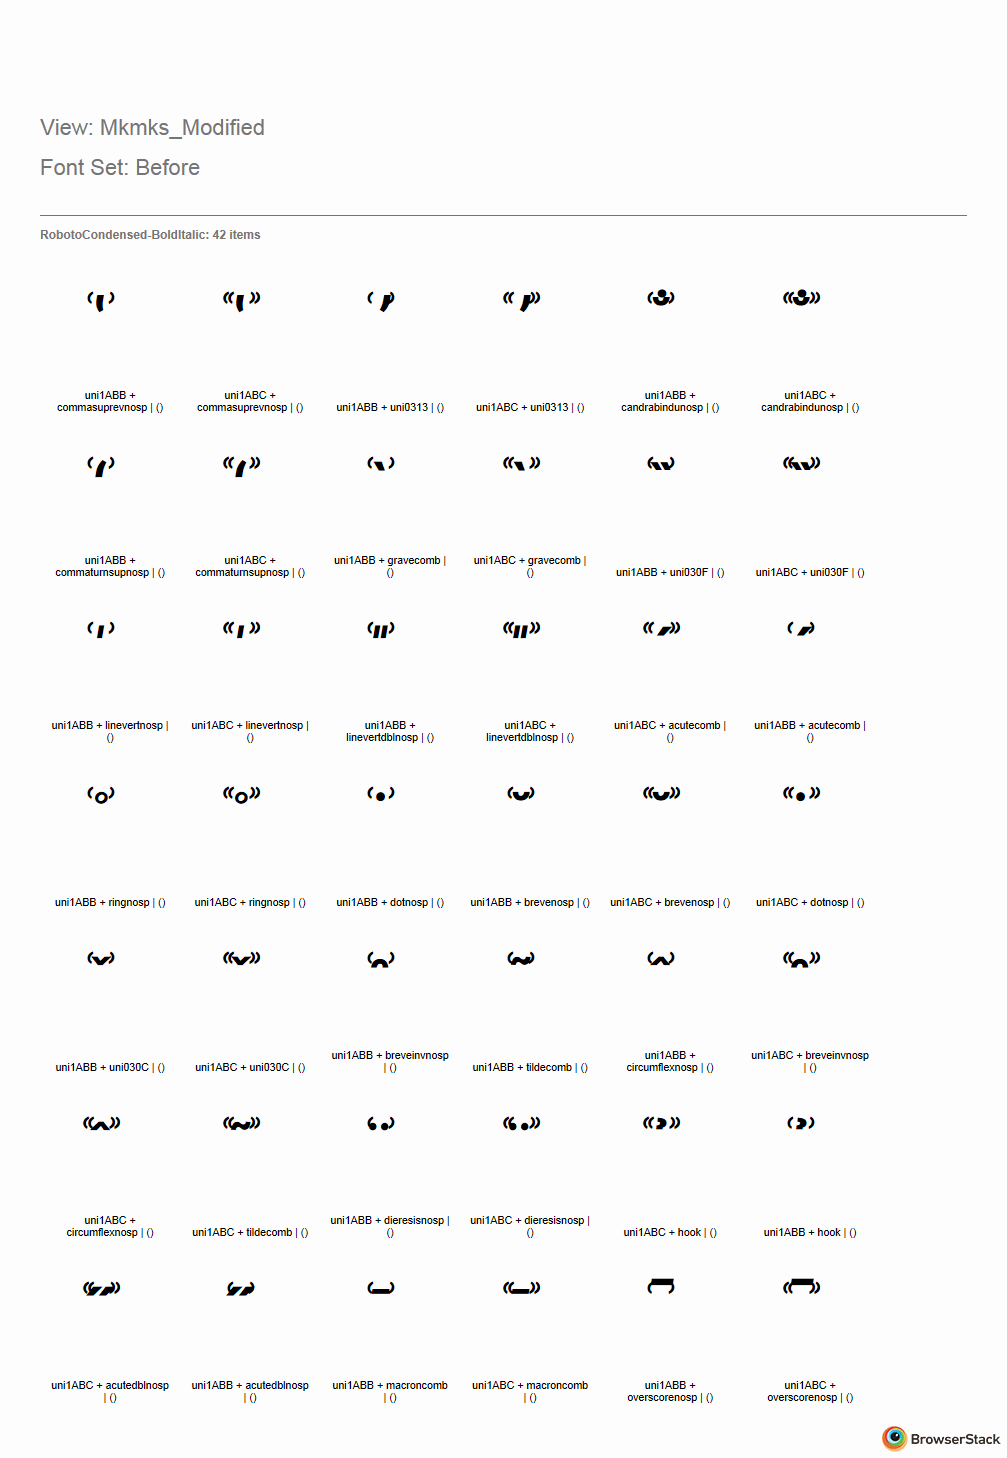 View: Mkmks_Modified
Font Set: Before
RobotoCondensed-BoldItalic: 42 items
uni1ABB + commasuprevnosp | ()
uni1ABC + commasuprevnosp | ()
uni1ABB + uni0313 | ()
uni1ABC + uni0313 | ()
uni1ABB + candrabindunosp | ()
uni1ABC + candrabindunosp | ()
uni1ABB + commaturnsupnosp | ()
uni1ABC + commaturnsupnosp | ()
uni1ABB + gravecomb | ()
uni1ABC + gravecomb | ()
uni1ABB + uni030F | ()
uni1ABC + uni030F | ()
uni1ABB + linevertnosp | ()
uni1ABC + linevertnosp | ()
uni1ABB + linevertdblnosp | ()
uni1ABC + linevertdblnosp | ()
uni1ABC + acutecomb | ()
uni1ABB + acutecomb | ()
uni1ABB + ringnosp | ()
uni1ABC + ringnosp | ()
uni1ABB + dotnosp | ()
uni1ABB + brevenosp | ()
uni1ABC + brevenosp | ()
uni1ABC + dotnosp | ()
uni1ABB + uni030C | ()
uni1ABC + uni030C | ()
uni1ABB + breveinvnosp | ()
uni1ABB + tildecomb | ()
uni1ABB + circumflexnosp | ()
uni1ABC + breveinvnosp | ()
uni1ABC + circumflexnosp | ()
uni1ABC + tildecomb | ()
uni1ABB + dieresisnosp | ()
uni1ABC + dieresisnosp | ()
uni1ABC + hook | ()
uni1ABB + hook | ()
uni1ABC + acutedblnosp | ()
uni1ABB + acutedblnosp | ()
uni1ABB + macroncomb | ()
uni1ABC + macroncomb | ()
uni1ABB + overscorenosp | ()
uni1ABC + overscorenosp | ()
BrowserStack